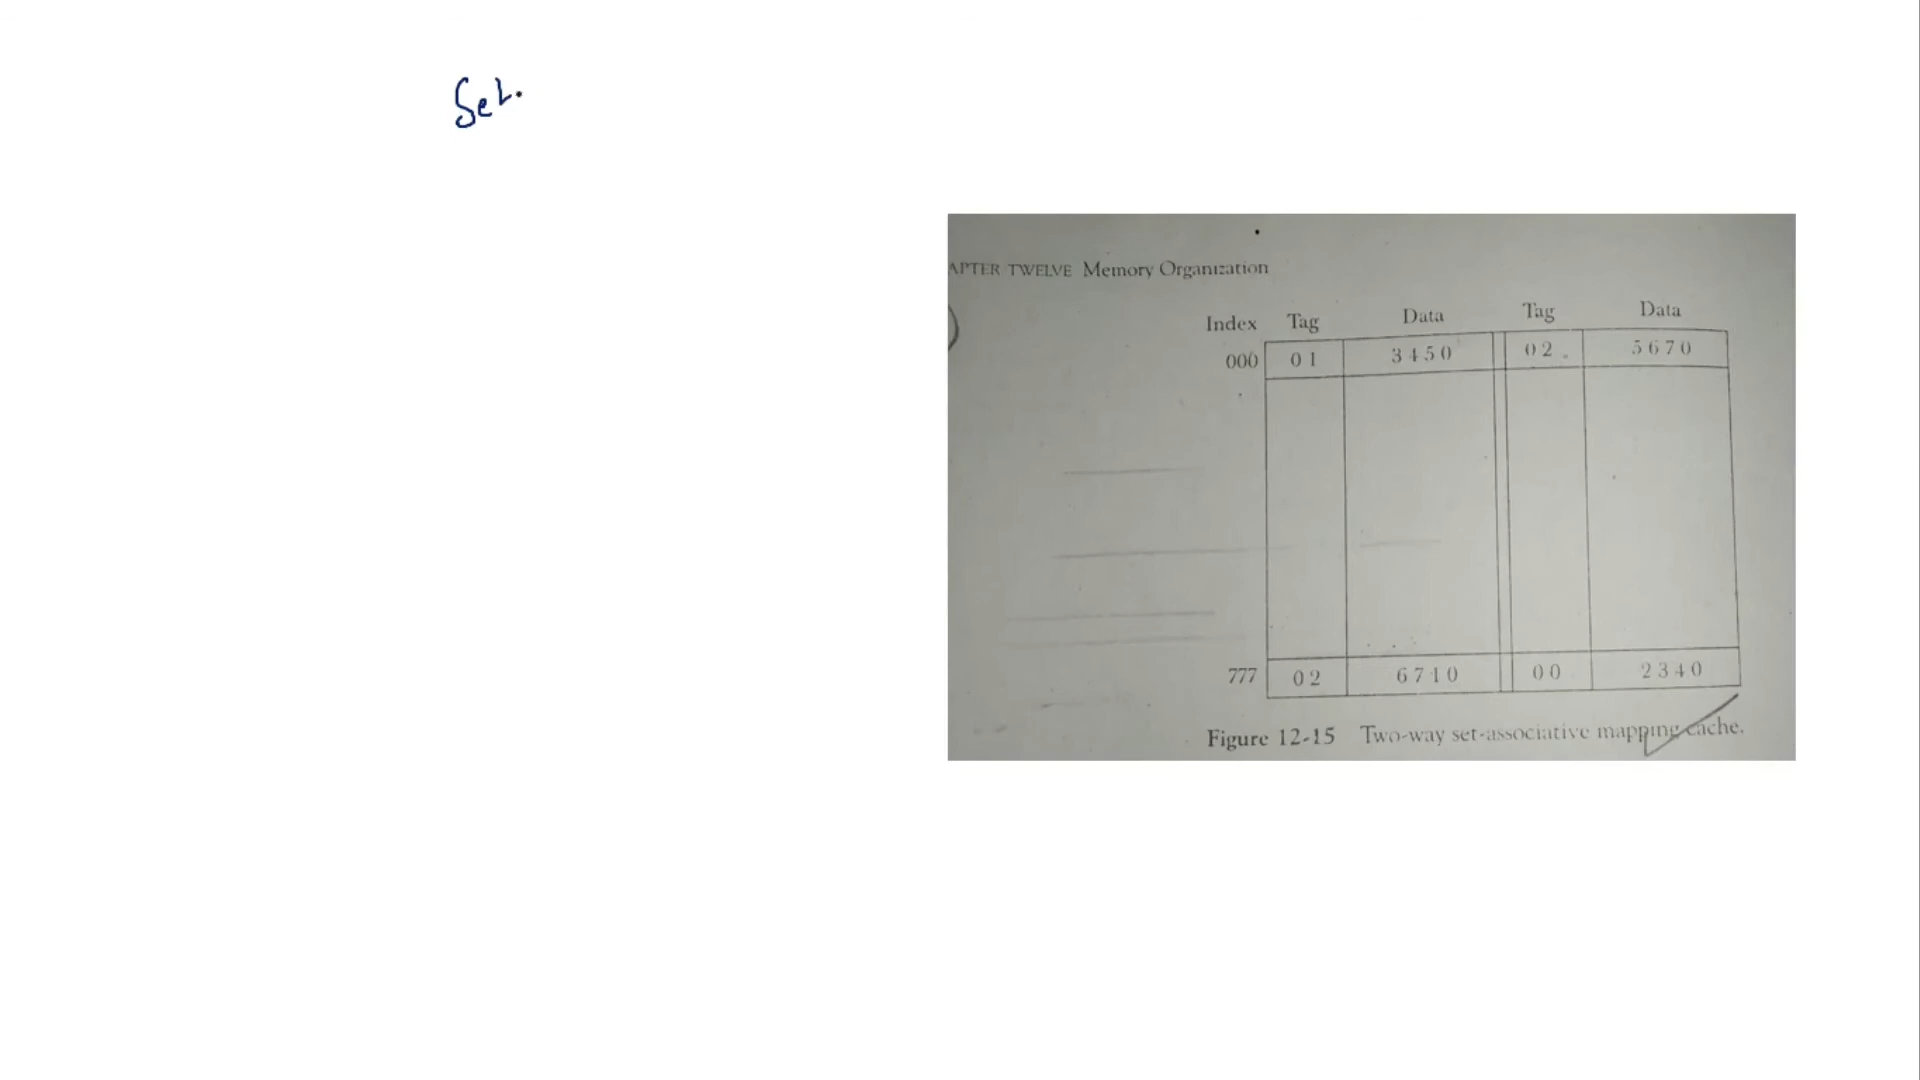 Set.
APTER TWELVE Memory Organization
Index Tag Data Tag Data
000 01 3450 02 5670
777 02 6710 00 2340
Figure 12-15 Two-way set-associative mapping cache.